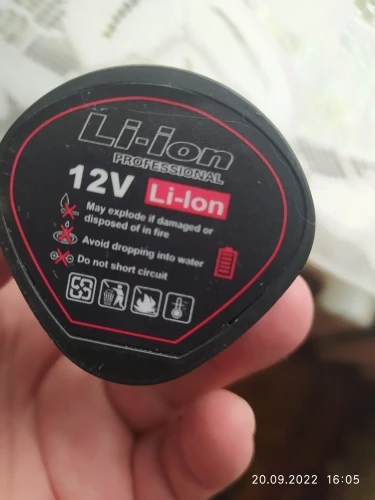 Li-ion
PROFESSIONAL
12V Li-Ion
May explode if damaged or
disposed of in fire
Avoid dropping into water
Do not short circuit
20.09.2022 16:05